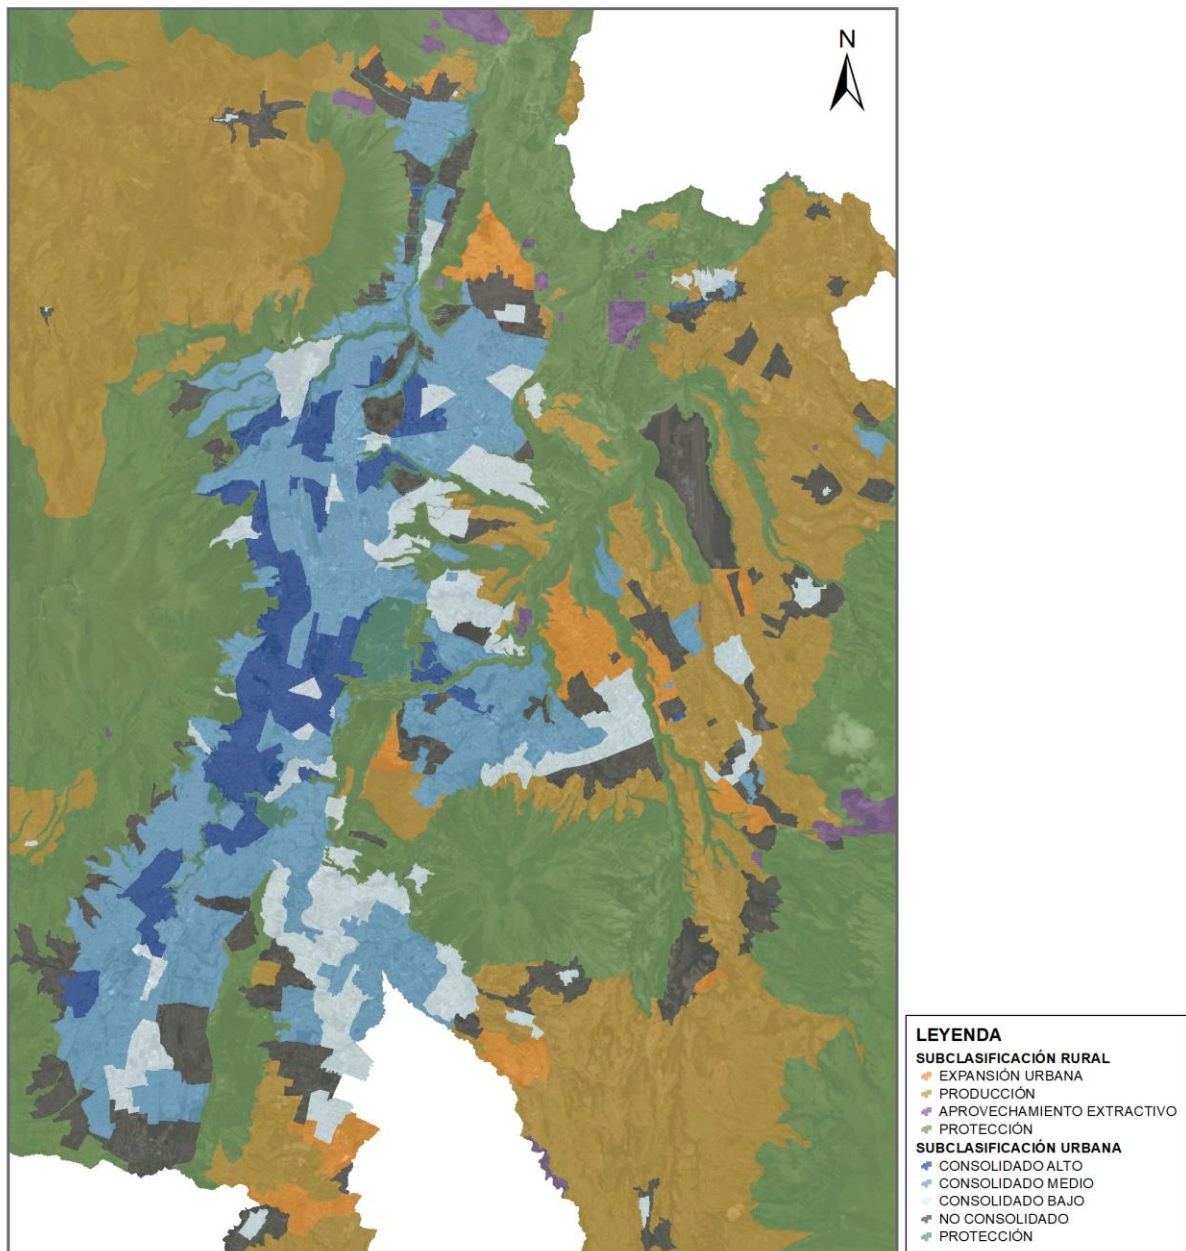 N
LEYENDA
SUBCLASIFICACIÓN RURAL
EXPANSIÓN URBANA
PRODUCCIÓN
APROVECHAMIENTO EXTRACTIVO
PROTECCIÓN
SUBCLASIFICACIÓN URBANA
CONSOLIDADO ALTO
CONSOLIDADO MEDIO
CONSOLIDADO BAJO
NO CONSOLIDADO
PROTECCIÓN